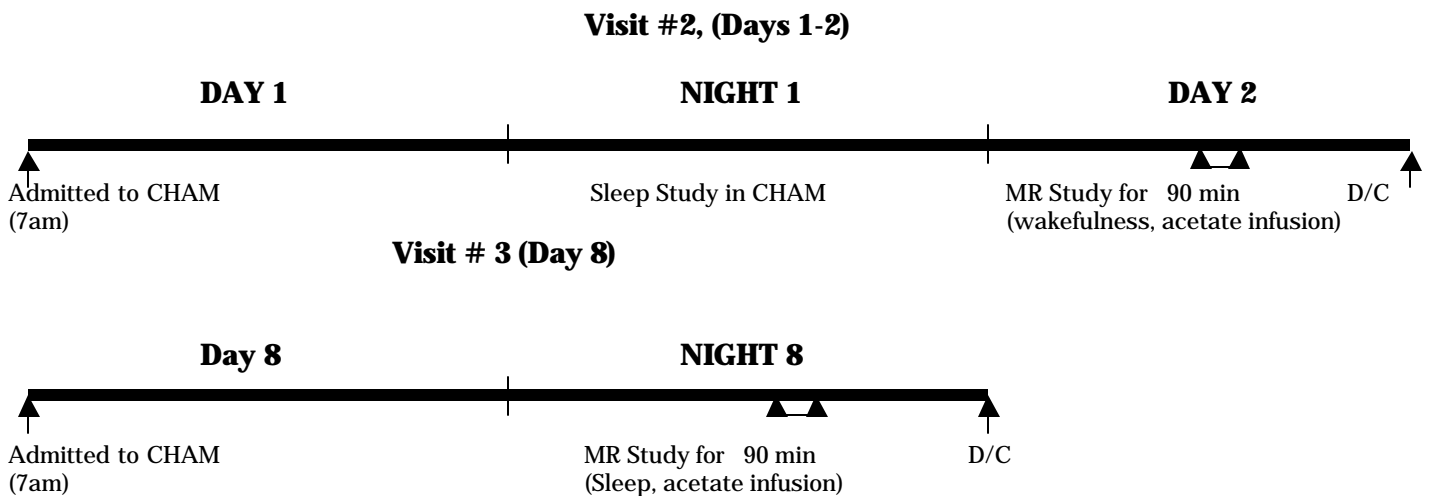 Visit #2, (Days 1-2)
DAY 1 NIGHT 1 DAY 2
Admitted to CHAM Sleep Study in CHAM MR Study for 90 min D/C
(7am) (wakefulness, acetate infusion)
Visit # 3 (Day 8)
Day 8 NIGHT 8
Admitted to CHAM MR Study for 90 min D/C
(7am) (Sleep, acetate infusion)